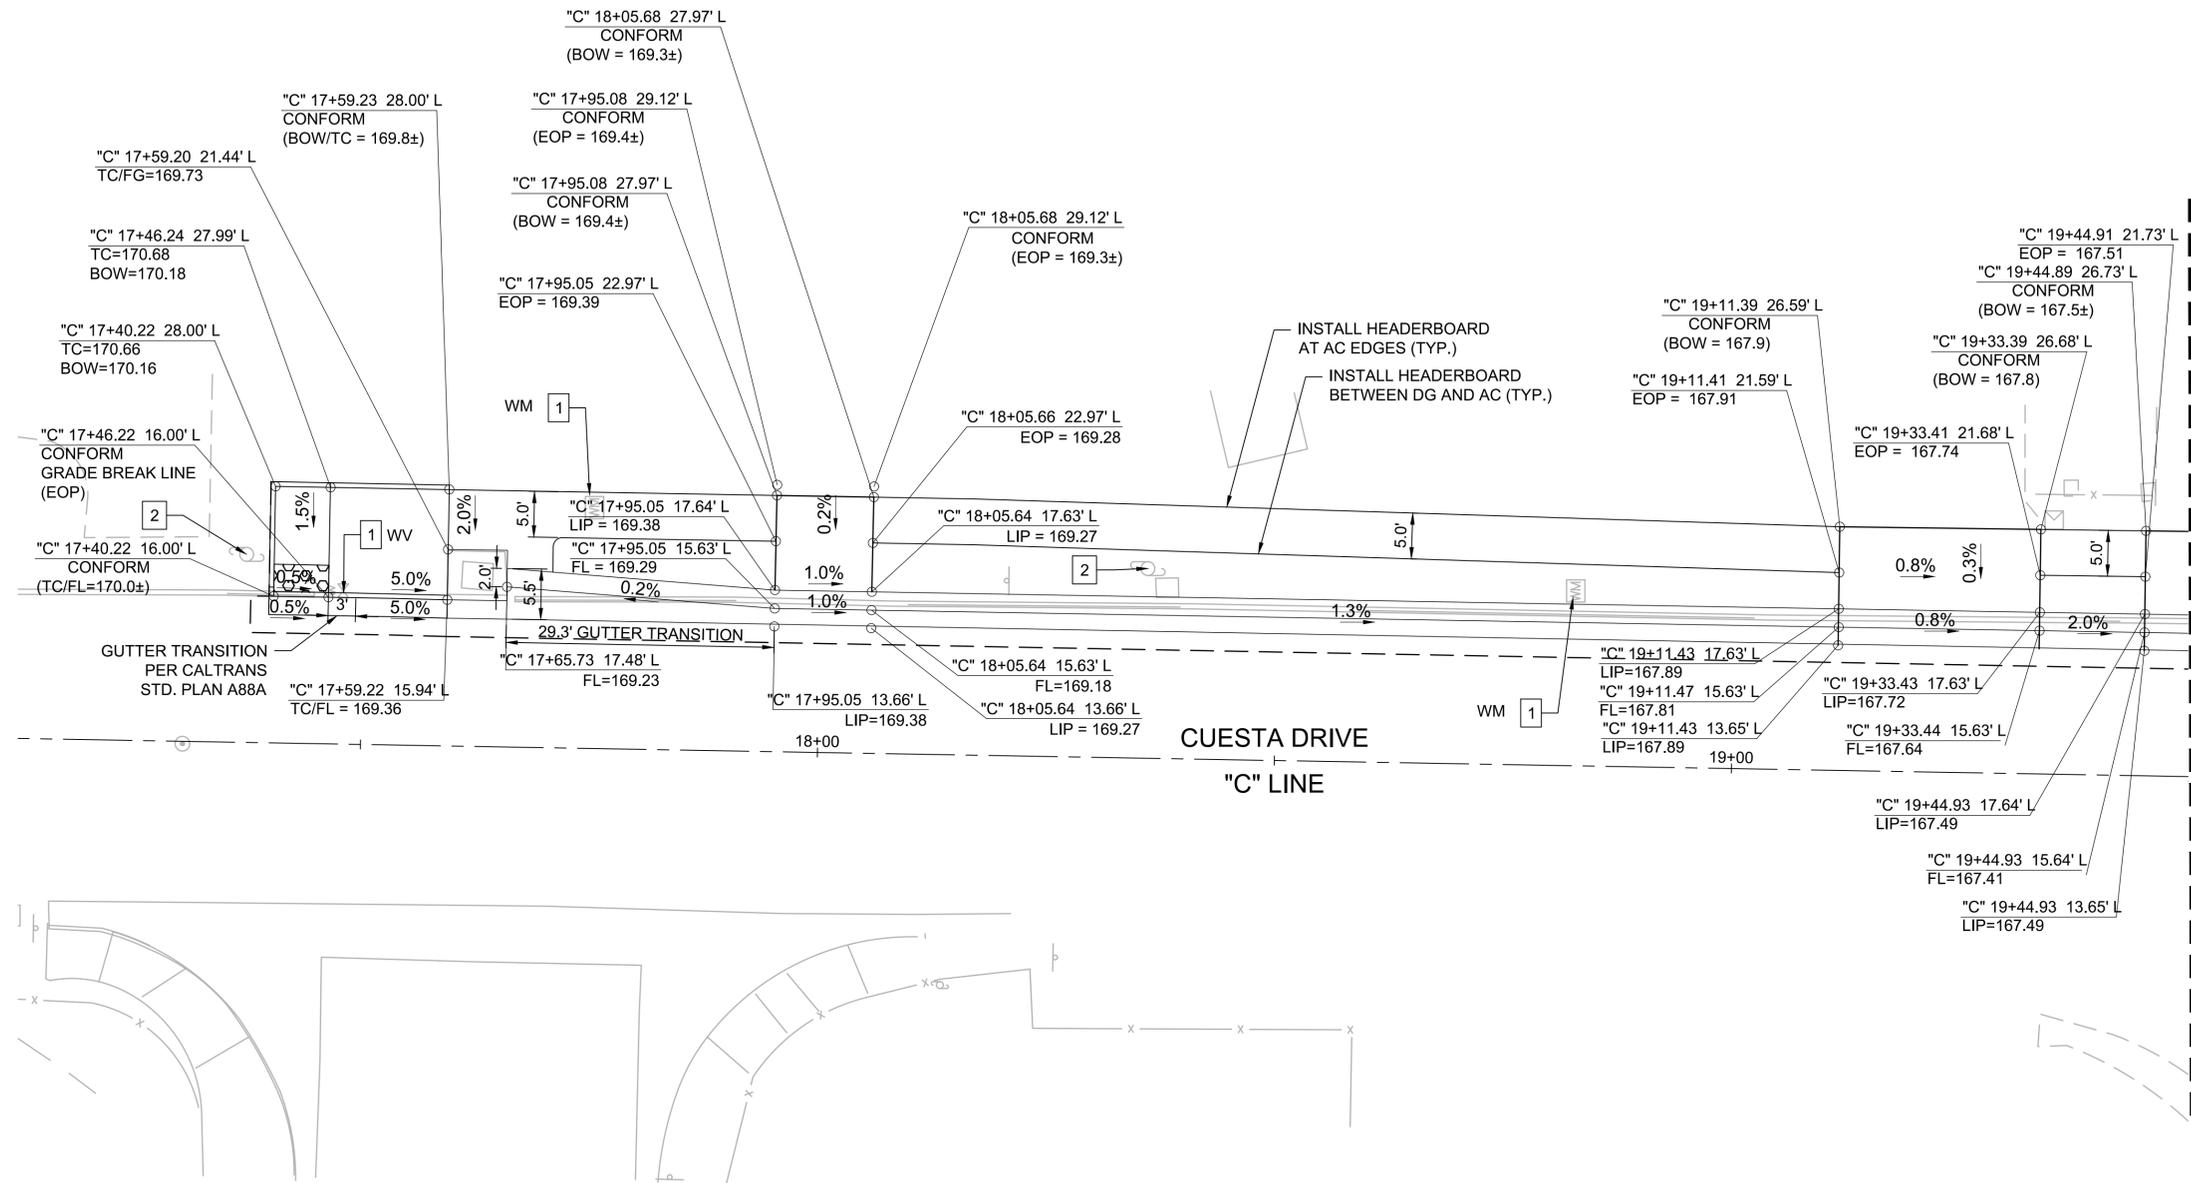 "C" 18+05.68 27.97' L
CONFORM
(BOW = 169.3±)
"C" 17+59.23 28.00' L
CONFORM
(BOW/TC = 169.8±)
"C" 17+95.08 29.12' L
CONFORM
(EOP = 169.4±)
"C" 17+59.20 21.44' L
TC/FG=169.73
"C" 17+95.08 27.97' L
CONFORM
(BOW = 169.4±)
"C" 18+05.68 29.12' L
CONFORM
(EOP = 169.3±)
"C" 17+46.24 27.99' L
TC=170.68
BOW=170.18
"C" 17+95.05 22.97' L
EOP = 169.39
"C" 19+44.91 21.73' L
EOP = 167.51
"C" 19+44.89 26.73' L
CONFORM
(BOW = 167.5±)
"C" 19+11.39 26.59' L
CONFORM
(BOW = 167.9)
"C" 17+40.22 28.00' L
TC=170.66
BOW=170.16
INSTALL HEADERBOARD
AT AC EDGES (TYP.)
"C" 19+33.39 26.68' L
CONFORM
(BOW = 167.8)
INSTALL HEADERBOARD
BETWEEN DG AND AC (TYP.)
"C" 19+11.41 21.59' L
EOP = 167.91
WM 1
"C" 18+05.66 22.97' L
EOP = 169.28
"C" 17+46.22 16.00' L
CONFORM
GRADE BREAK LINE
(EOP)
"C" 19+33.41 21.68' L
EOP = 167.74
2
1.5%
2.0%
5.0'
WM
"C" 17+95.05 17.64' L
LIP = 169.38
0.2%
"C" 18+05.64 17.63' L
LIP = 169.27
5.0'
1 WV
"C" 17+40.22 16.00' L
CONFORM
(TC/FL=170.0±)
"C" 17+95.05 15.63' L
FL = 169.29
2
0.8%
0.3%
5.0'
0.5%
5.0%
2.0'
5.5'
0.2%
1.0%
WM
0.5%
3'
5.0%
1.0%
1.3%
0.8%
2.0%
29.3' GUTTER TRANSITION
GUTTER TRANSITION
PER CALTRANS
STD. PLAN A88A
"C" 17+65.73 17.48' L
FL=169.23
"C" 18+05.64 15.63' L
FL=169.18
"C" 19+11.43 17.63' L
LIP=167.89
"C" 17+59.22 15.94' L
TC/FL = 169.36
"C" 17+95.05 13.66' L
LIP=169.38
"C" 18+05.64 13.66' L
LIP = 169.27
WM 1
"C" 19+11.47 15.63' L
FL=167.81
"C" 19+33.43 17.63' L
LIP=167.72
"C" 19+11.43 13.65' L
LIP=167.89
"C" 19+33.44 15.63' L
FL=167.64
18+00
CUESTA DRIVE
19+00
"C" LINE
"C" 19+44.93 17.64' L
LIP=167.49
"C" 19+44.93 15.64' L
FL=167.41
"C" 19+44.93 13.65' L
LIP=167.49